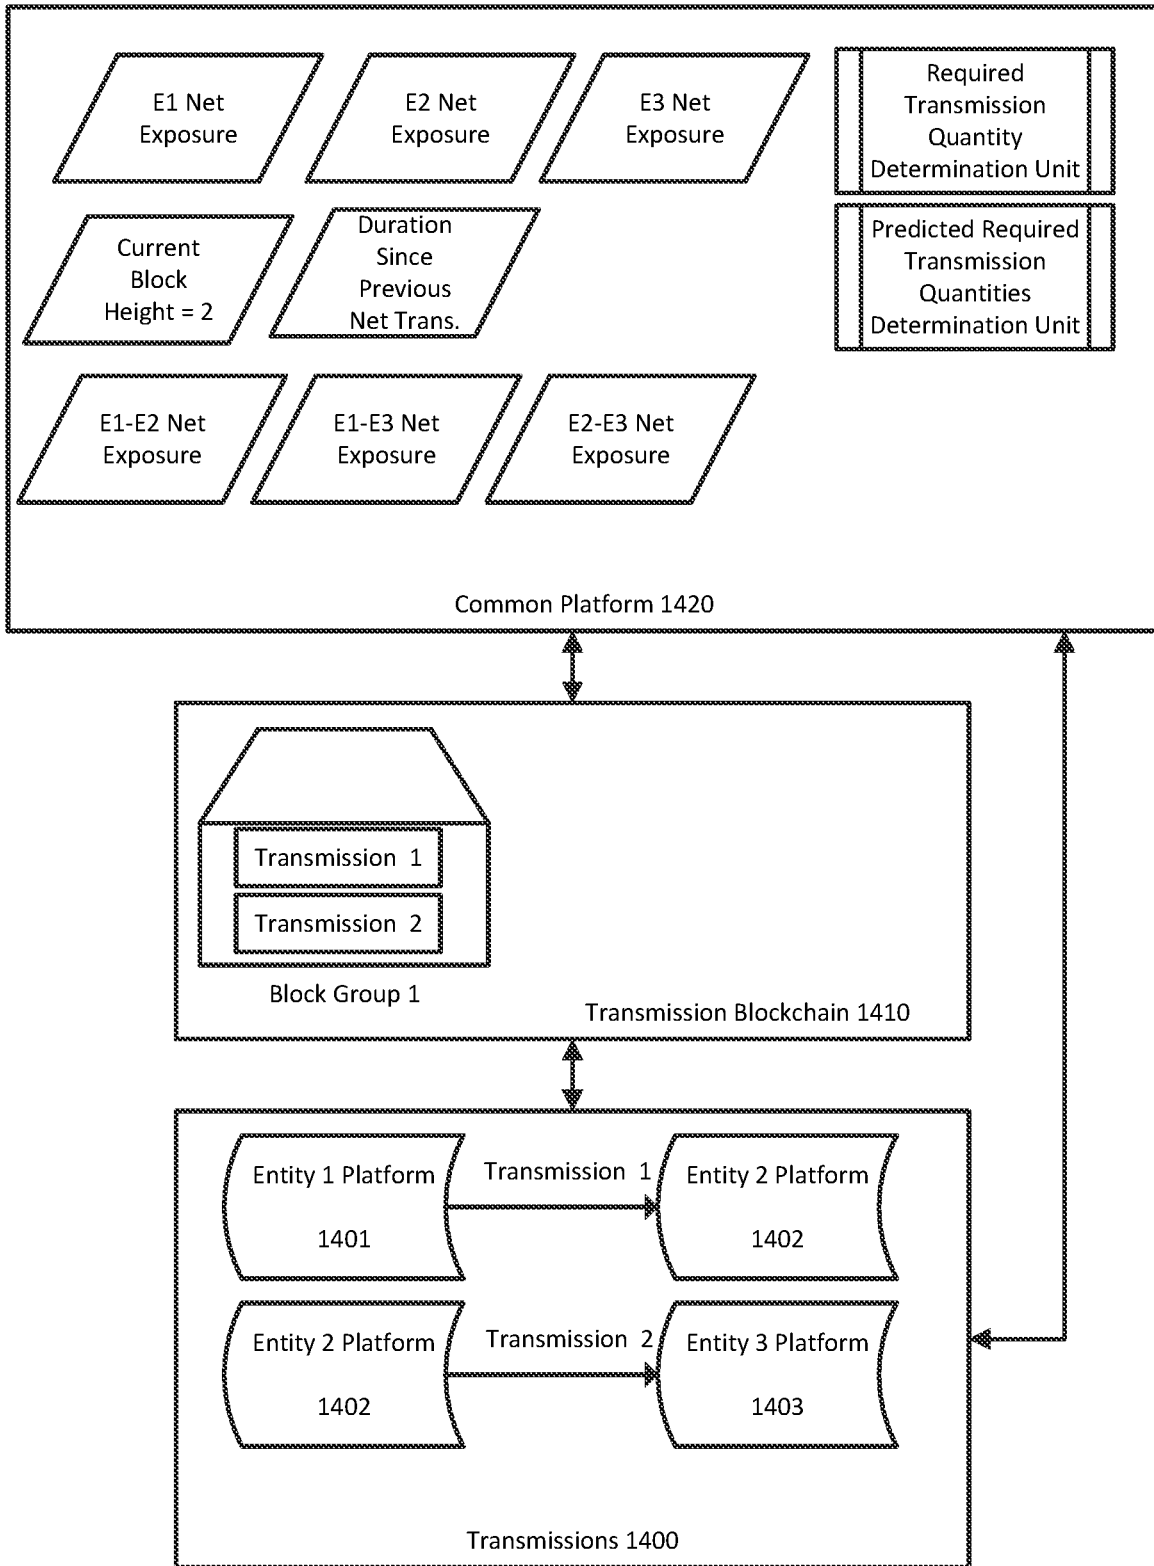 E1 Net
Exposure
E2 Net
Exposure
E3 Net
Exposure
Required
Transmission
Quantity
Determination Unit
Current
Block
Height = 2
Duration
Since
Previous
Net Trans.
Predicted Required
Transmission
Quantities
Determination Unit
E1-E2 Net
Exposure
E1-E3 Net
Exposure
E2-E3 Net
Exposure
Common Platform 1420
Transmission 1
Transmission 2
Block Group 1
Transmission Blockchain 1410
Entity 1 Platform
1401
Transmission 1
Entity 2 Platform
1402
Entity 2 Platform
1402
Transmission 2
Entity 3 Platform
1403
Transmissions 1400